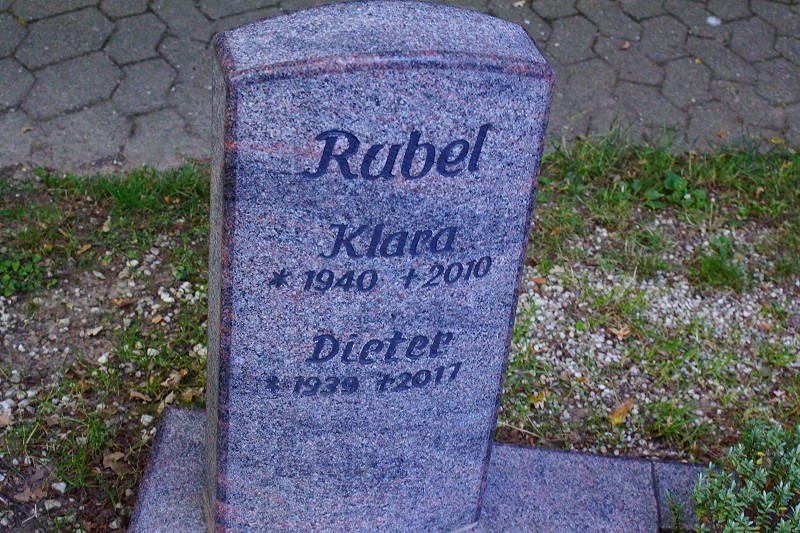 Rubel
Klara
* 1940 +2010
Dieter
* 1939 +2017